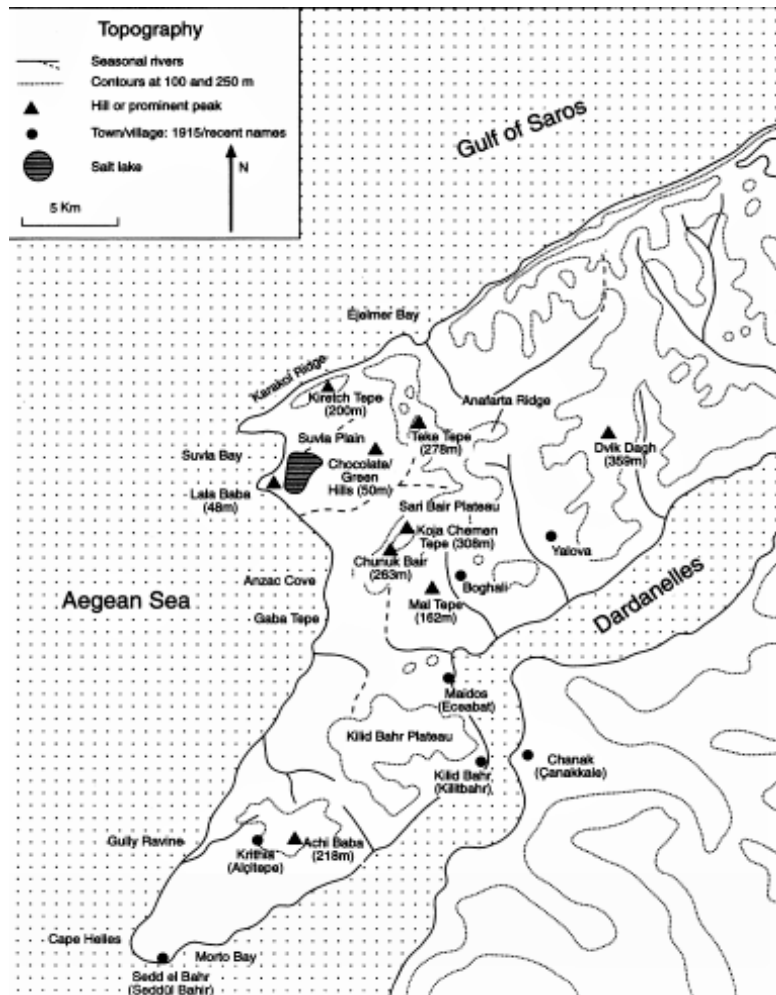 Topography
Seasonal rivers
Contours at 100 and 250 m
Hill or prominent peak
Town/village: 1915/recent names
Salt lake
N
5 Km
Gulf of Saros
Ejelmer Bay
Karakol Ridge
Kiretch Tepe
(200m)
Anafarta Ridge
Suvla Plain
Teke Tepe
(278m)
Dvik Dagh
(359m)
Suvla Bay
Chocolate/
Green
Hills (50m)
Lala Baba
(48m)
Sari Bair Plateau
Koja Chemen
Tepe (308m)
Yalova
Chunuk Bair
(263m)
Boghali
Anzac Cove
Mal Tepe
(162m)
Aegean Sea
Gaba Tepe
Dardanelles
Maidos
(Eceabat)
Kilid Bahr Plateau
Chanak
(Çanakkale)
Kilid Bahr
(Kilitbahr)
Gully Ravine
Krithia
(Alçitepe)
Achi Baba
(218m)
Cape Helles
Morto Bay
Sedd el Bahr
(Seddül Bahir)